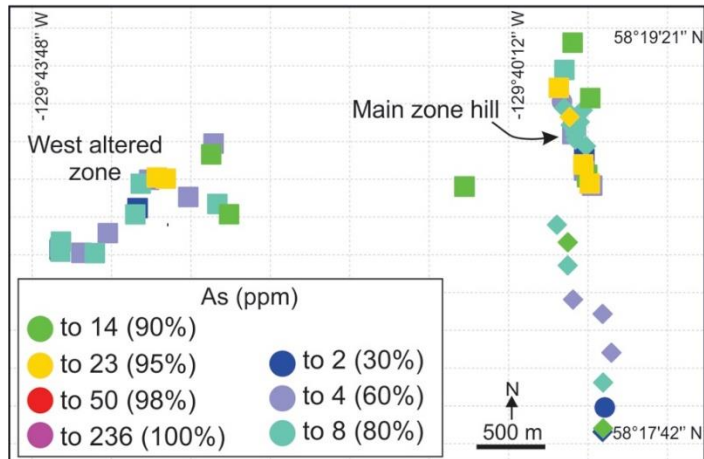 -129°43'48" W
-129°40'12" W
58°19'21" N
Main zone hill
West altered
zone
As (ppm)
to 14 (90%)
to 23 (95%)
to 50 (98%)
to 236 (100%)
to 2 (30%)
to 4 (60%)
to 8 (80%)
N
500 m
58°17'42" N